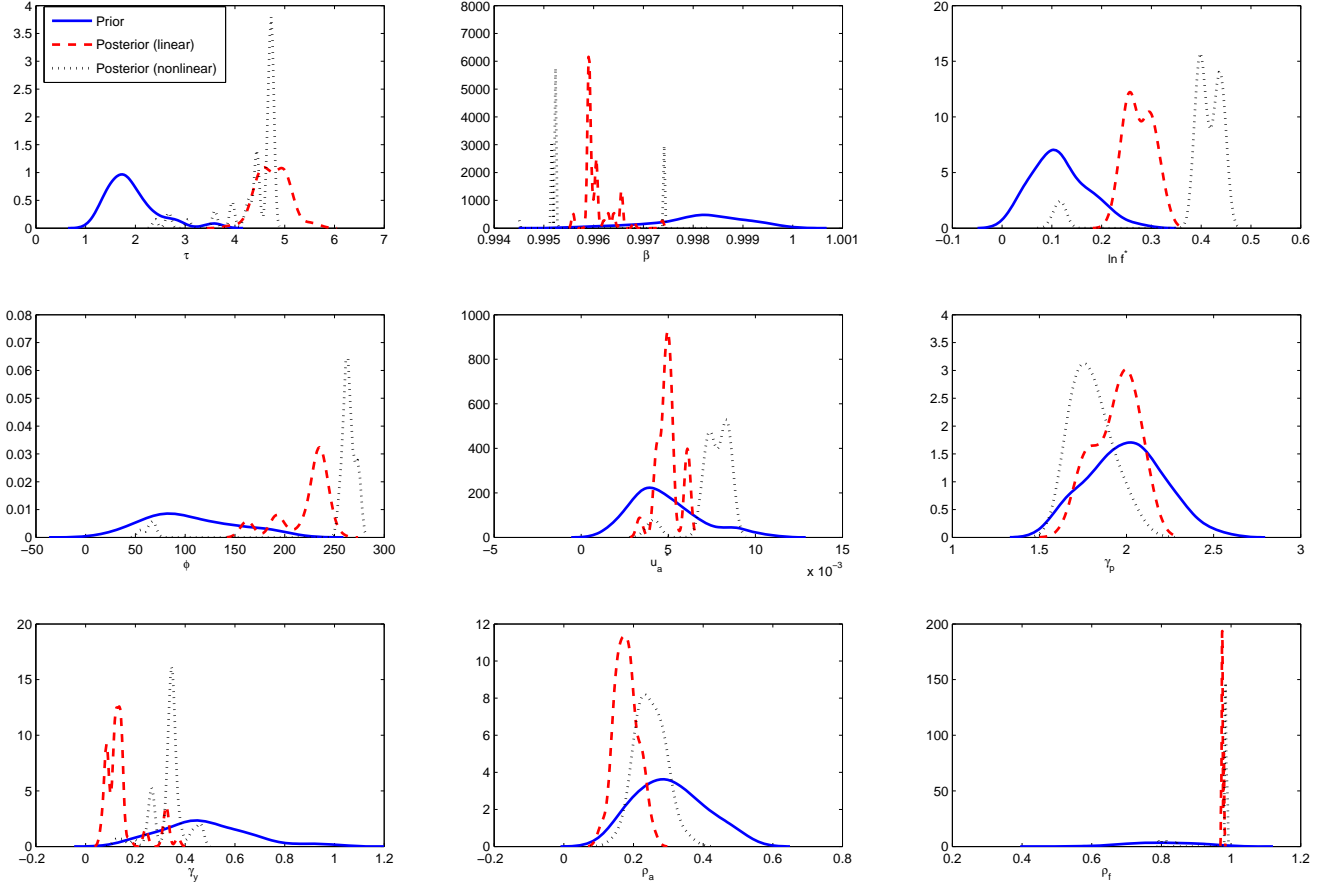 4
3.5
3
2.5
2
1.5
1
0.5
0
0 1 2 3 4 5 6 7
τ
Prior
Posterior (linear)
Posterior (nonlinear)
8000
7000
6000
5000
4000
3000
2000
1000
0
0.994 0.995 0.996 0.997 0.998 0.999 1 1.001
β
20
15
10
5
0
−0.1 0 0.1 0.2 0.3 0.4 0.5 0.6
ln f*
0.08
0.07
0.06
0.05
0.04
0.03
0.02
0.01
0
−50 0 50 100 150 200 250 300
ϕ
1000
800
600
400
200
0
−5 0 5 10 15
x 10⁻³
u_a
4
3.5
3
2.5
2
1.5
1
0.5
0
1 1.5 2 2.5 3
γ_p
20
15
10
5
0
−0.2 0 0.2 0.4 0.6 0.8 1 1.2
γ_y
12
10
8
6
4
2
0
−0.2 0 0.2 0.4 0.6 0.8
ρ_a
200
150
100
50
0
0.2 0.4 0.6 0.8 1 1.2
ρ_f